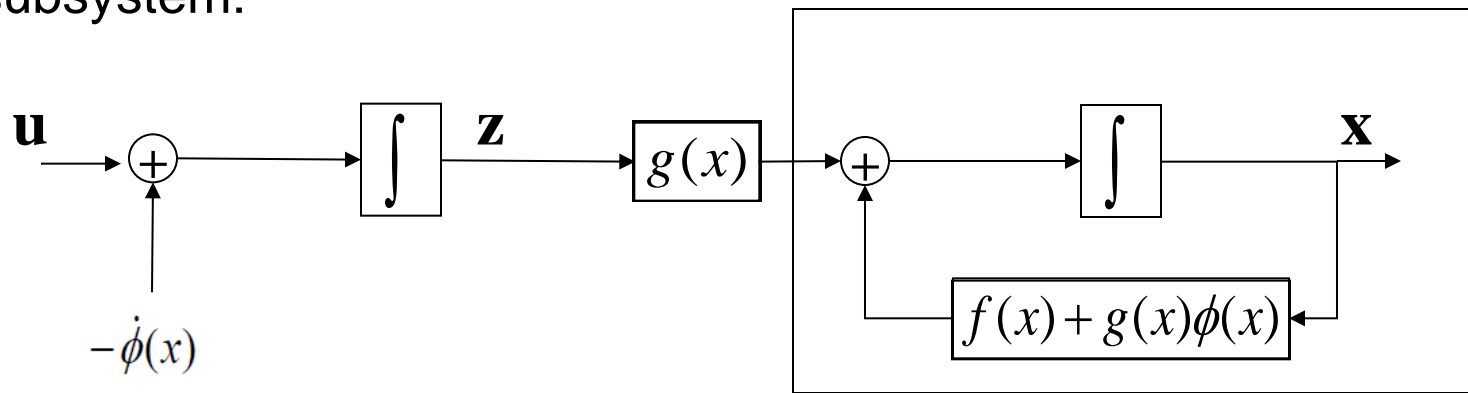 subsystem:
u + ∫ z g(x) + ∫ x
−φ̇(x) f(x) + g(x)φ(x)